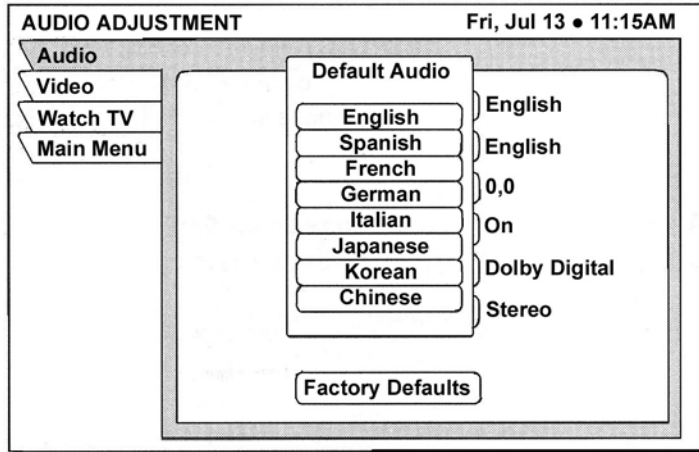 AUDIO ADJUSTMENT
Fri, Jul 13 ● 11:15AM
Audio
Video
Watch TV
Main Menu
Default Audio
English
Spanish
French
German
Italian
Japanese
Korean
Chinese
English
English
0,0
On
Dolby Digital
Stereo
Factory Defaults